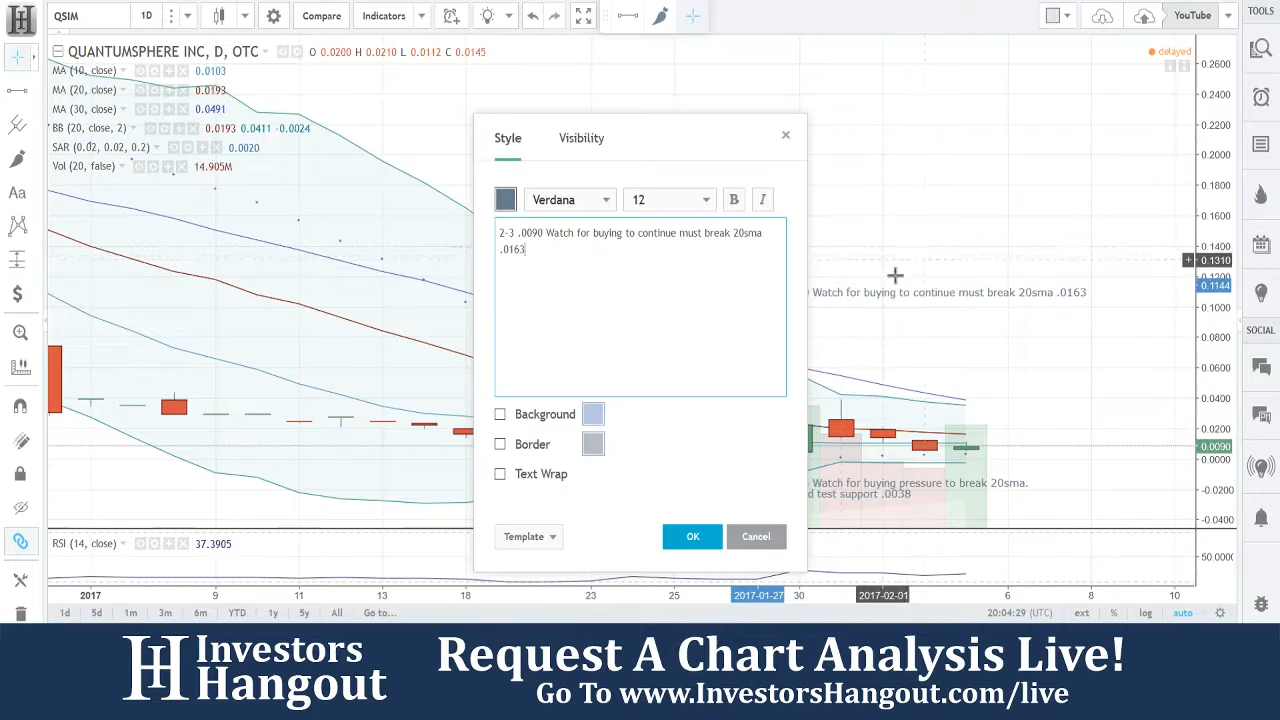 QSIM
1D
Compare
Indicators
YouTube
TOOLS
QUANTUMSPHERE INC, D, OTC
O 0.0200 H 0.0210 L 0.0112 C 0.0145
delayed
MA (10, close) 0.0103
MA (20, close) 0.0193
MA (30, close) 0.0491
BB (20, close, 2) 0.0193 0.0411 -0.0024
SAR (0.02, 0.02, 0.2) 0.0020
Vol (20, false) 14.905M
Style
Visibility
Verdana
12
B
I
2-3 .0090 Watch for buying to continue must break 20sma
.0163
Background
Border
Text Wrap
Template
OK
Cancel
Watch for buying to continue must break 20sma .0163
Watch for buying pressure to break 20sma.
d test support .0038
0.2600
0.2400
0.2200
0.2000
0.1800
0.1600
0.1400
0.1310
0.1200
0.1144
0.1000
0.0800
0.0600
0.0400
0.0200
0.0090
0.0000
-0.0200
-0.0400
50.0000
SOCIAL
Aa
$
RSI (14, close) 37.3905
2017
9
11
13
16
18
23
25
2017-01-27
30
2017-02-01
6
8
10
1d
5d
1m
3m
6m
YTD
1y
5y
All
Go to...
20:04:29 (UTC)
ext
%
log
auto
H
Investors
Hangout
Request A Chart Analysis Live!
Go To www.InvestorsHangout.com/live